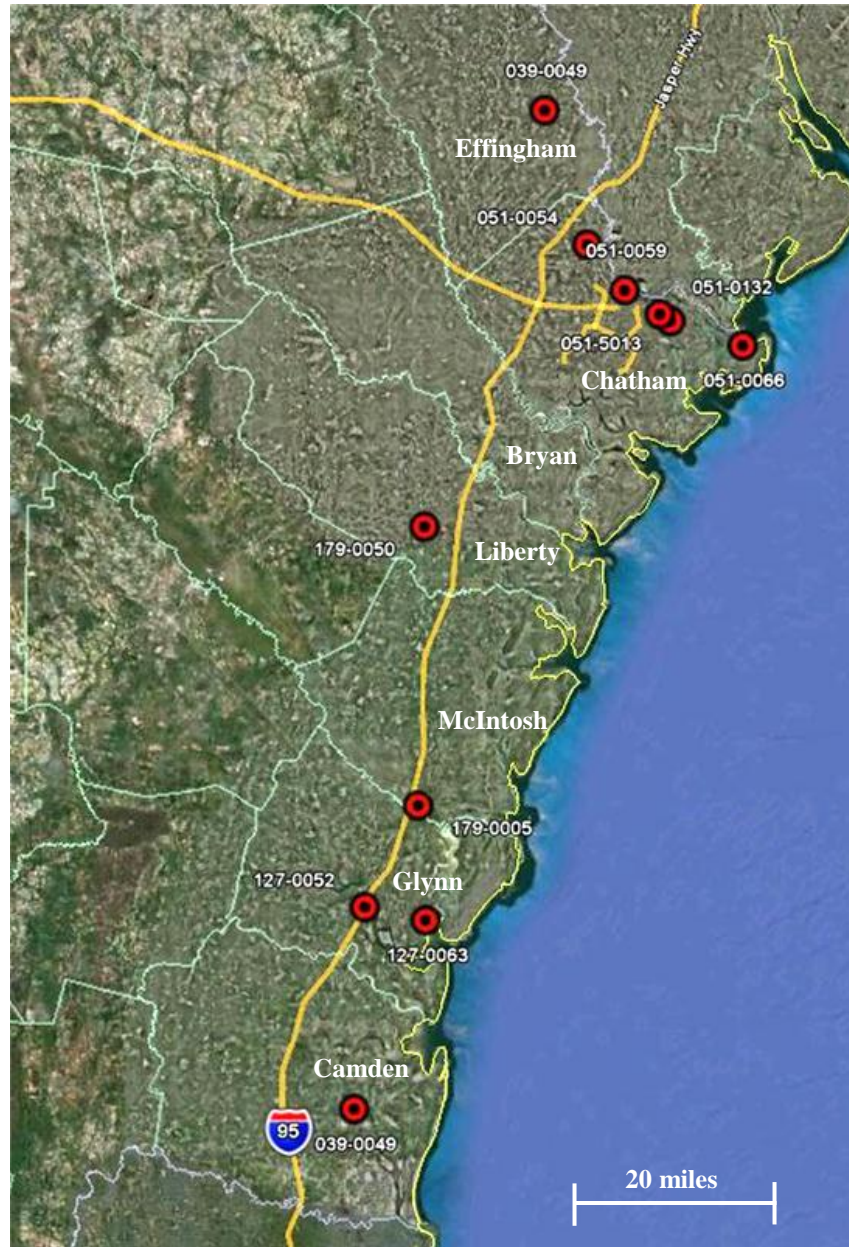 Jasper Hwy
039-0049
Effingham
051-0054
051-0059
051-0132
051-5013
Chatham
051-0066
Bryan
179-0050
Liberty
McIntosh
179-0005
127-0052
Glynn
127-0063
Camden
95
039-0049
20 miles